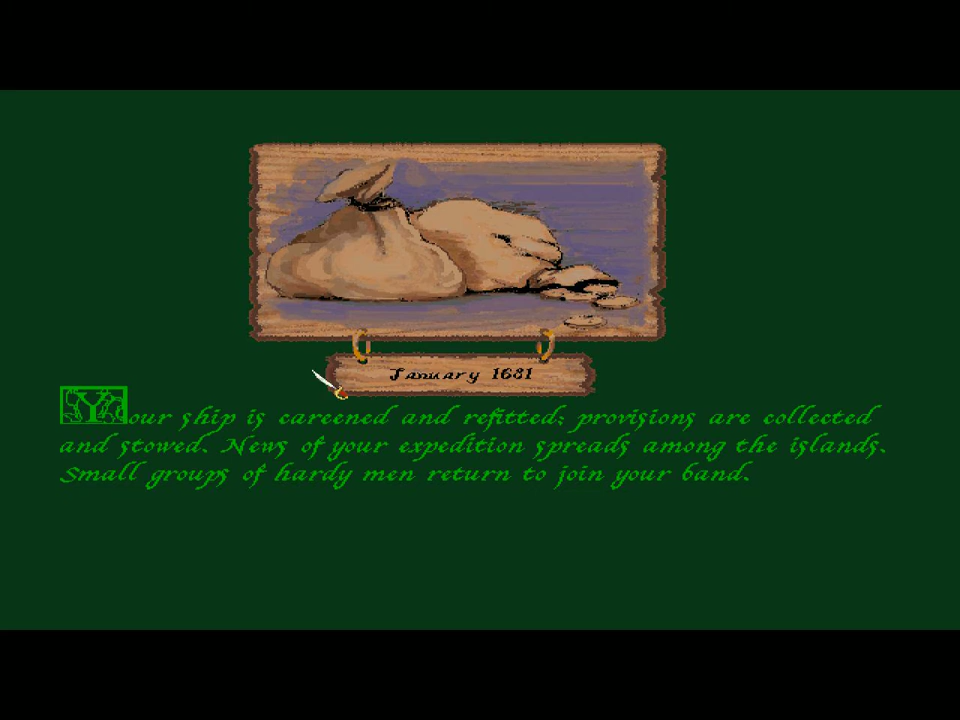 January 1681
Your ship is careened and refitted; provisions are collected
and stowed. News of your expedition spreads among the islands.
Small groups of hardy men return to join your band.